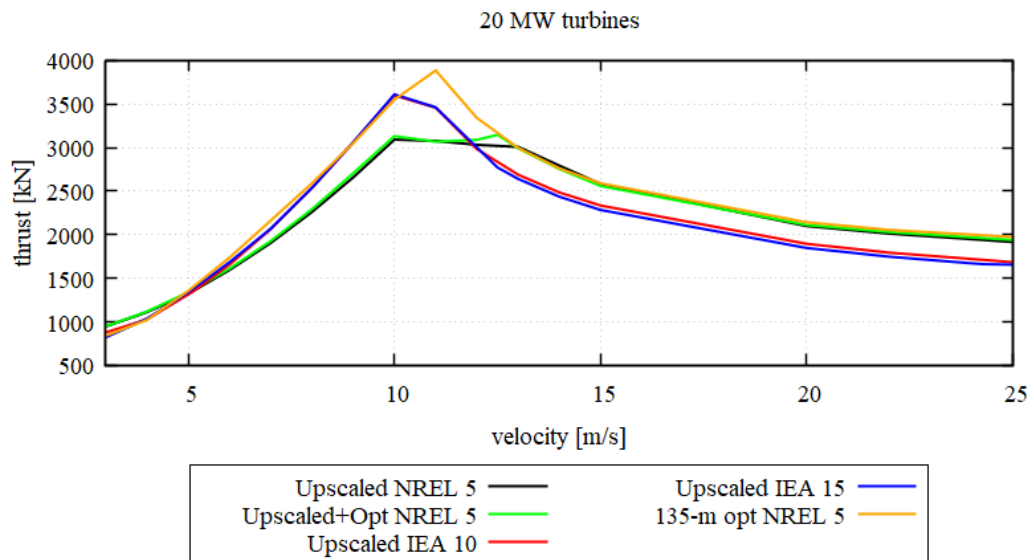 20 MW turbines
4000
3500
3000
2500
2000
1500
1000
500
thrust [kN]
5 10 15 20 25
velocity [m/s]
Upscaled NREL 5 Upscaled IEA 15
Upscaled+Opt NREL 5 135-m opt NREL 5
Upscaled IEA 10